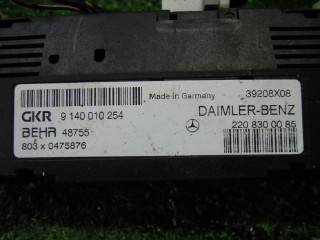 Made in Germany 39208X08
GKR 9 140 010 254 DAIMLER-BENZ
BEHR 48755
803 x 0475876 220 830 00 85